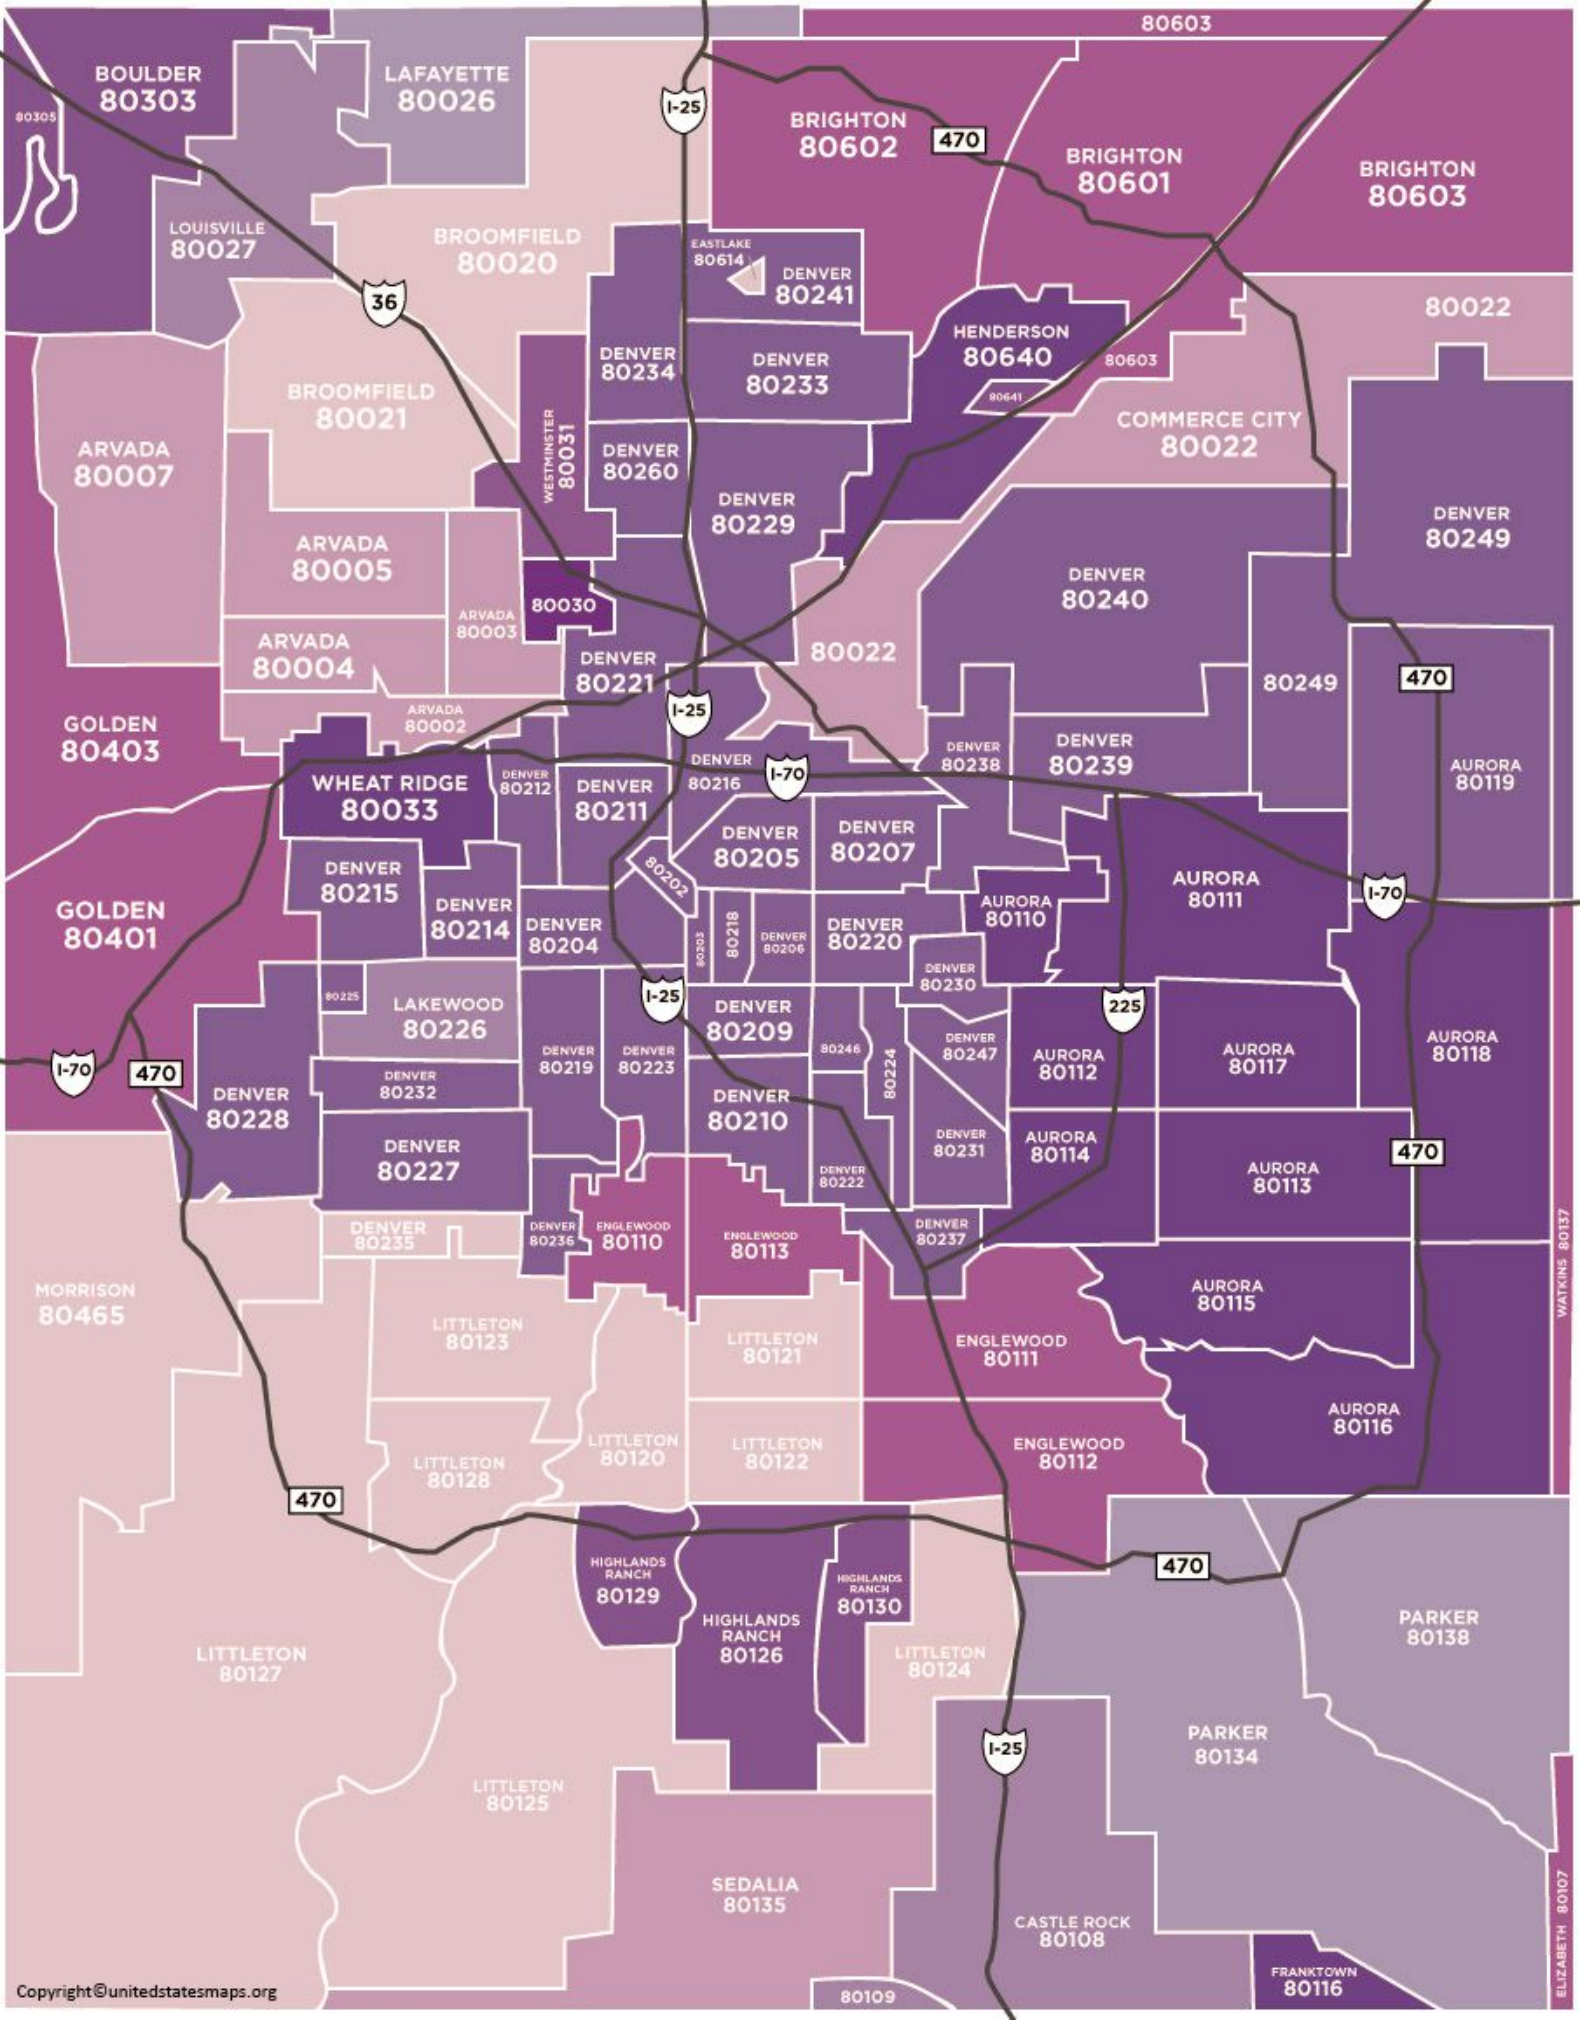 80603
BOULDER
80303
LAFAYETTE
80026
80305
I-25
BRIGHTON
80602
470
BRIGHTON
80601
BRIGHTON
80603
LOUISVILLE
80027
BROOMFIELD
80020
EASTLAKE
80614
DENVER
80241
36
80022
HENDERSON
80640
80603
80641
DENVER
80234
DENVER
80233
BROOMFIELD
80021
WESTMINSTER
80031
COMMERCE CITY
80022
ARVADA
80007
DENVER
80260
DENVER
80229
DENVER
80249
ARVADA
80005
DENVER
80240
80030
ARVADA
80003
ARVADA
80004
DENVER
80221
80022
80249
470
I-25
ARVADA
80002
GOLDEN
80403
DENVER
80216
I-70
DENVER
80238
DENVER
80239
AURORA
80119
WHEAT RIDGE
80033
DENVER
80212
DENVER
80211
DENVER
80205
DENVER
80207
80202
DENVER
80215
AURORA
80111
I-70
GOLDEN
80401
DENVER
80214
DENVER
80204
80203
80218
DENVER
80206
DENVER
80220
AURORA
80110
DENVER
80230
80225
LAKEWOOD
80226
I-25
DENVER
80209
225
I-70
470
DENVER
80219
DENVER
80223
80246
80224
DENVER
80247
AURORA
80112
AURORA
80117
AURORA
80118
DENVER
80228
DENVER
80232
DENVER
80210
DENVER
80227
DENVER
80231
AURORA
80114
470
AURORA
80113
DENVER
80222
DENVER
80235
DENVER
80236
ENGLEWOOD
80110
ENGLEWOOD
80113
DENVER
80237
WATKINS 80137
MORRISON
80465
AURORA
80115
LITTLETON
80123
LITTLETON
80121
ENGLEWOOD
80111
AURORA
80116
LITTLETON
80128
LITTLETON
80120
LITTLETON
80122
ENGLEWOOD
80112
470
470
HIGHLANDS
RANCH
80129
HIGHLANDS
RANCH
80130
HIGHLANDS
RANCH
80126
PARKER
80138
LITTLETON
80127
LITTLETON
80124
I-25
PARKER
80134
LITTLETON
80125
SEDALIA
80135
CASTLE ROCK
80108
ELIZABETH 80107
FRANKTOWN
80116
80109
Copyright©unitedstatesmaps.org